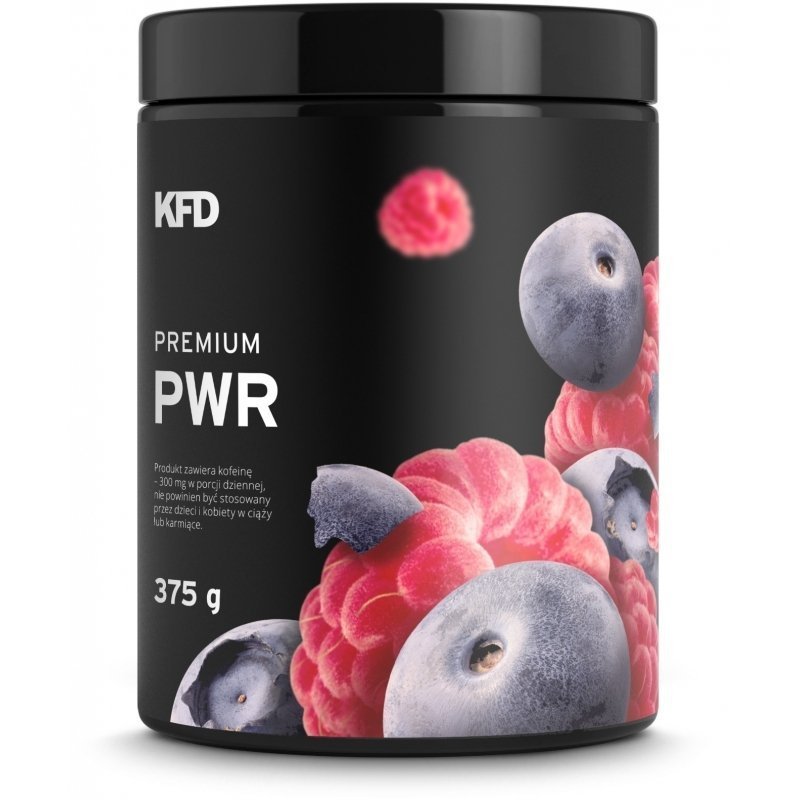 KFD
PREMIUM
PWR
Produkt zawiera kofeinę
– 300 mg w porcji dziennej,
nie powinien być stosowany
przez dzieci i kobiety w ciąży
lub karmiące.
375 g